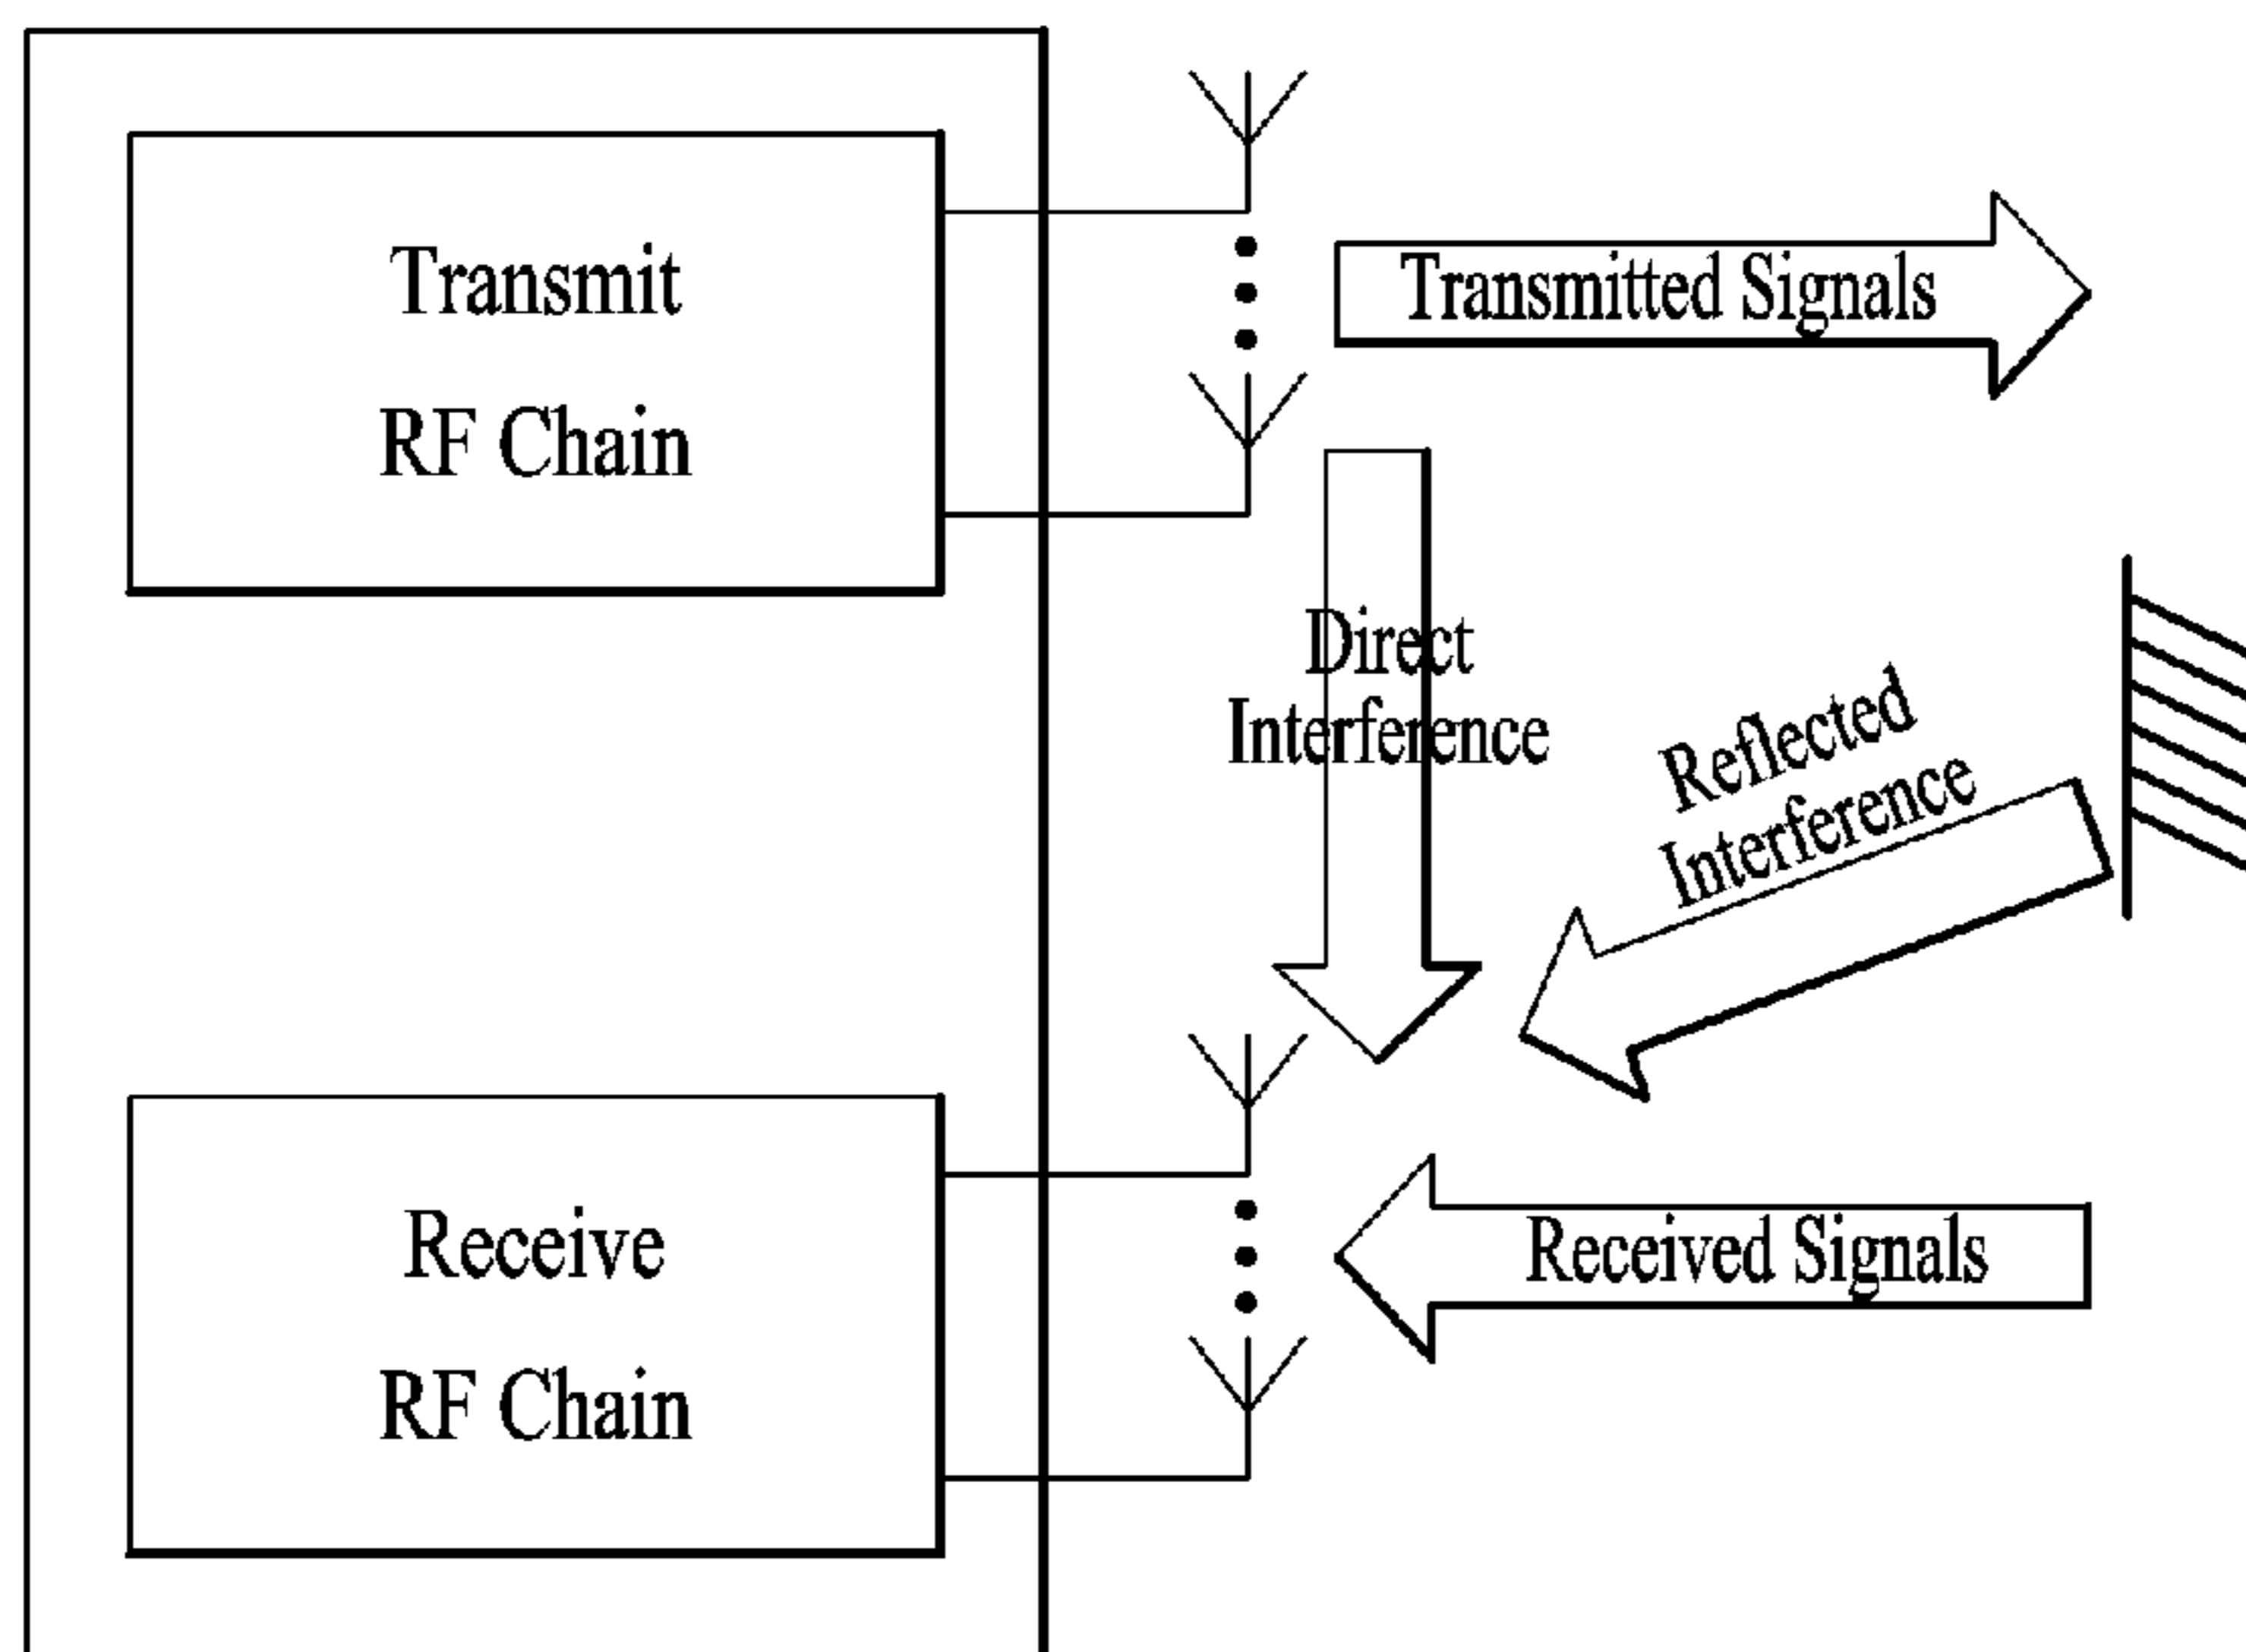 Transmit
RF Chain
Transmitted Signals
Direct
Interference
Reflected
Interference
Receive
RF Chain
Received Signals